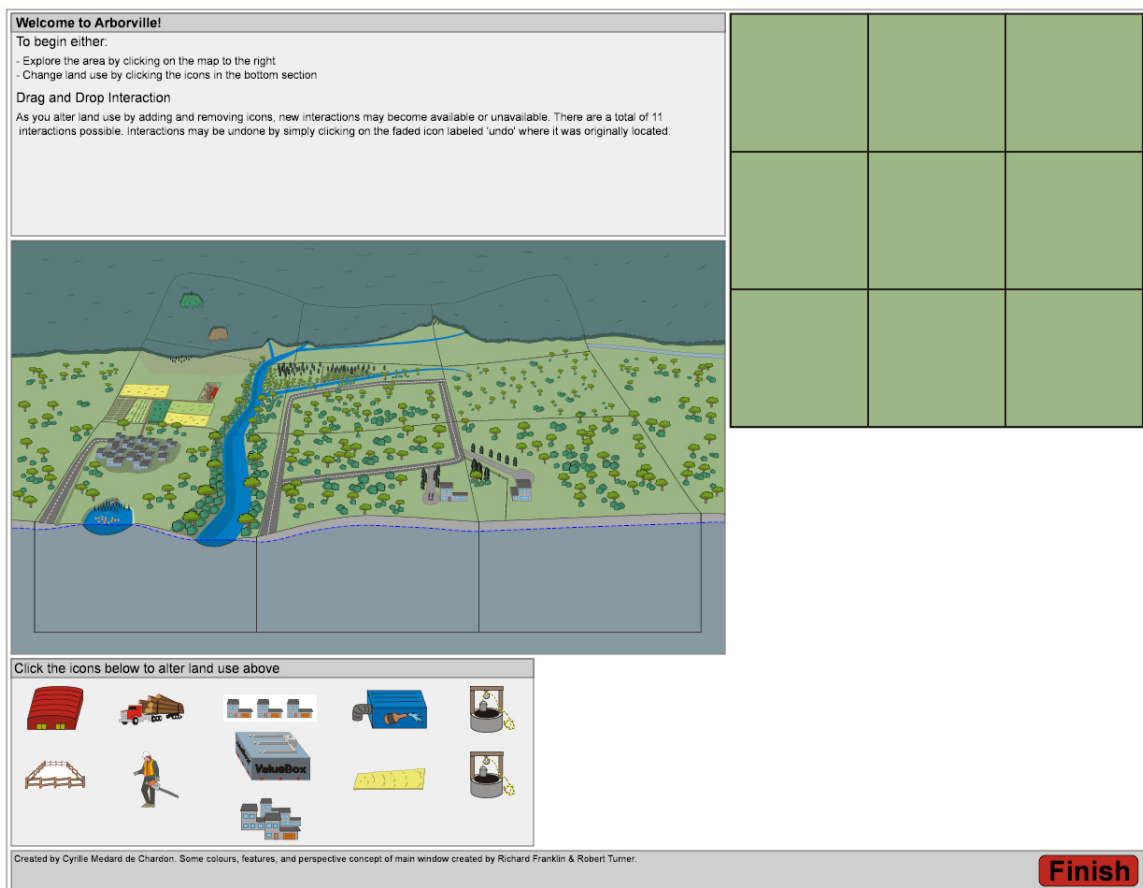 Welcome to Arborville!
To begin either:
- Explore the area by clicking on the map to the right
- Change land use by clicking the icons in the bottom section
Drag and Drop Interaction
As you alter land use by adding and removing icons, new interactions may become available or unavailable. There are a total of 11
interactions possible. Interactions may be undone by simply clicking on the faded icon labeled 'undo' where it was originally located.
Click the icons below to alter land use above
ValueBox
Created by Cyrille Medard de Chardon. Some colours, features, and perspective concept of main window created by Richard Franklin & Robert Turner.
Finish